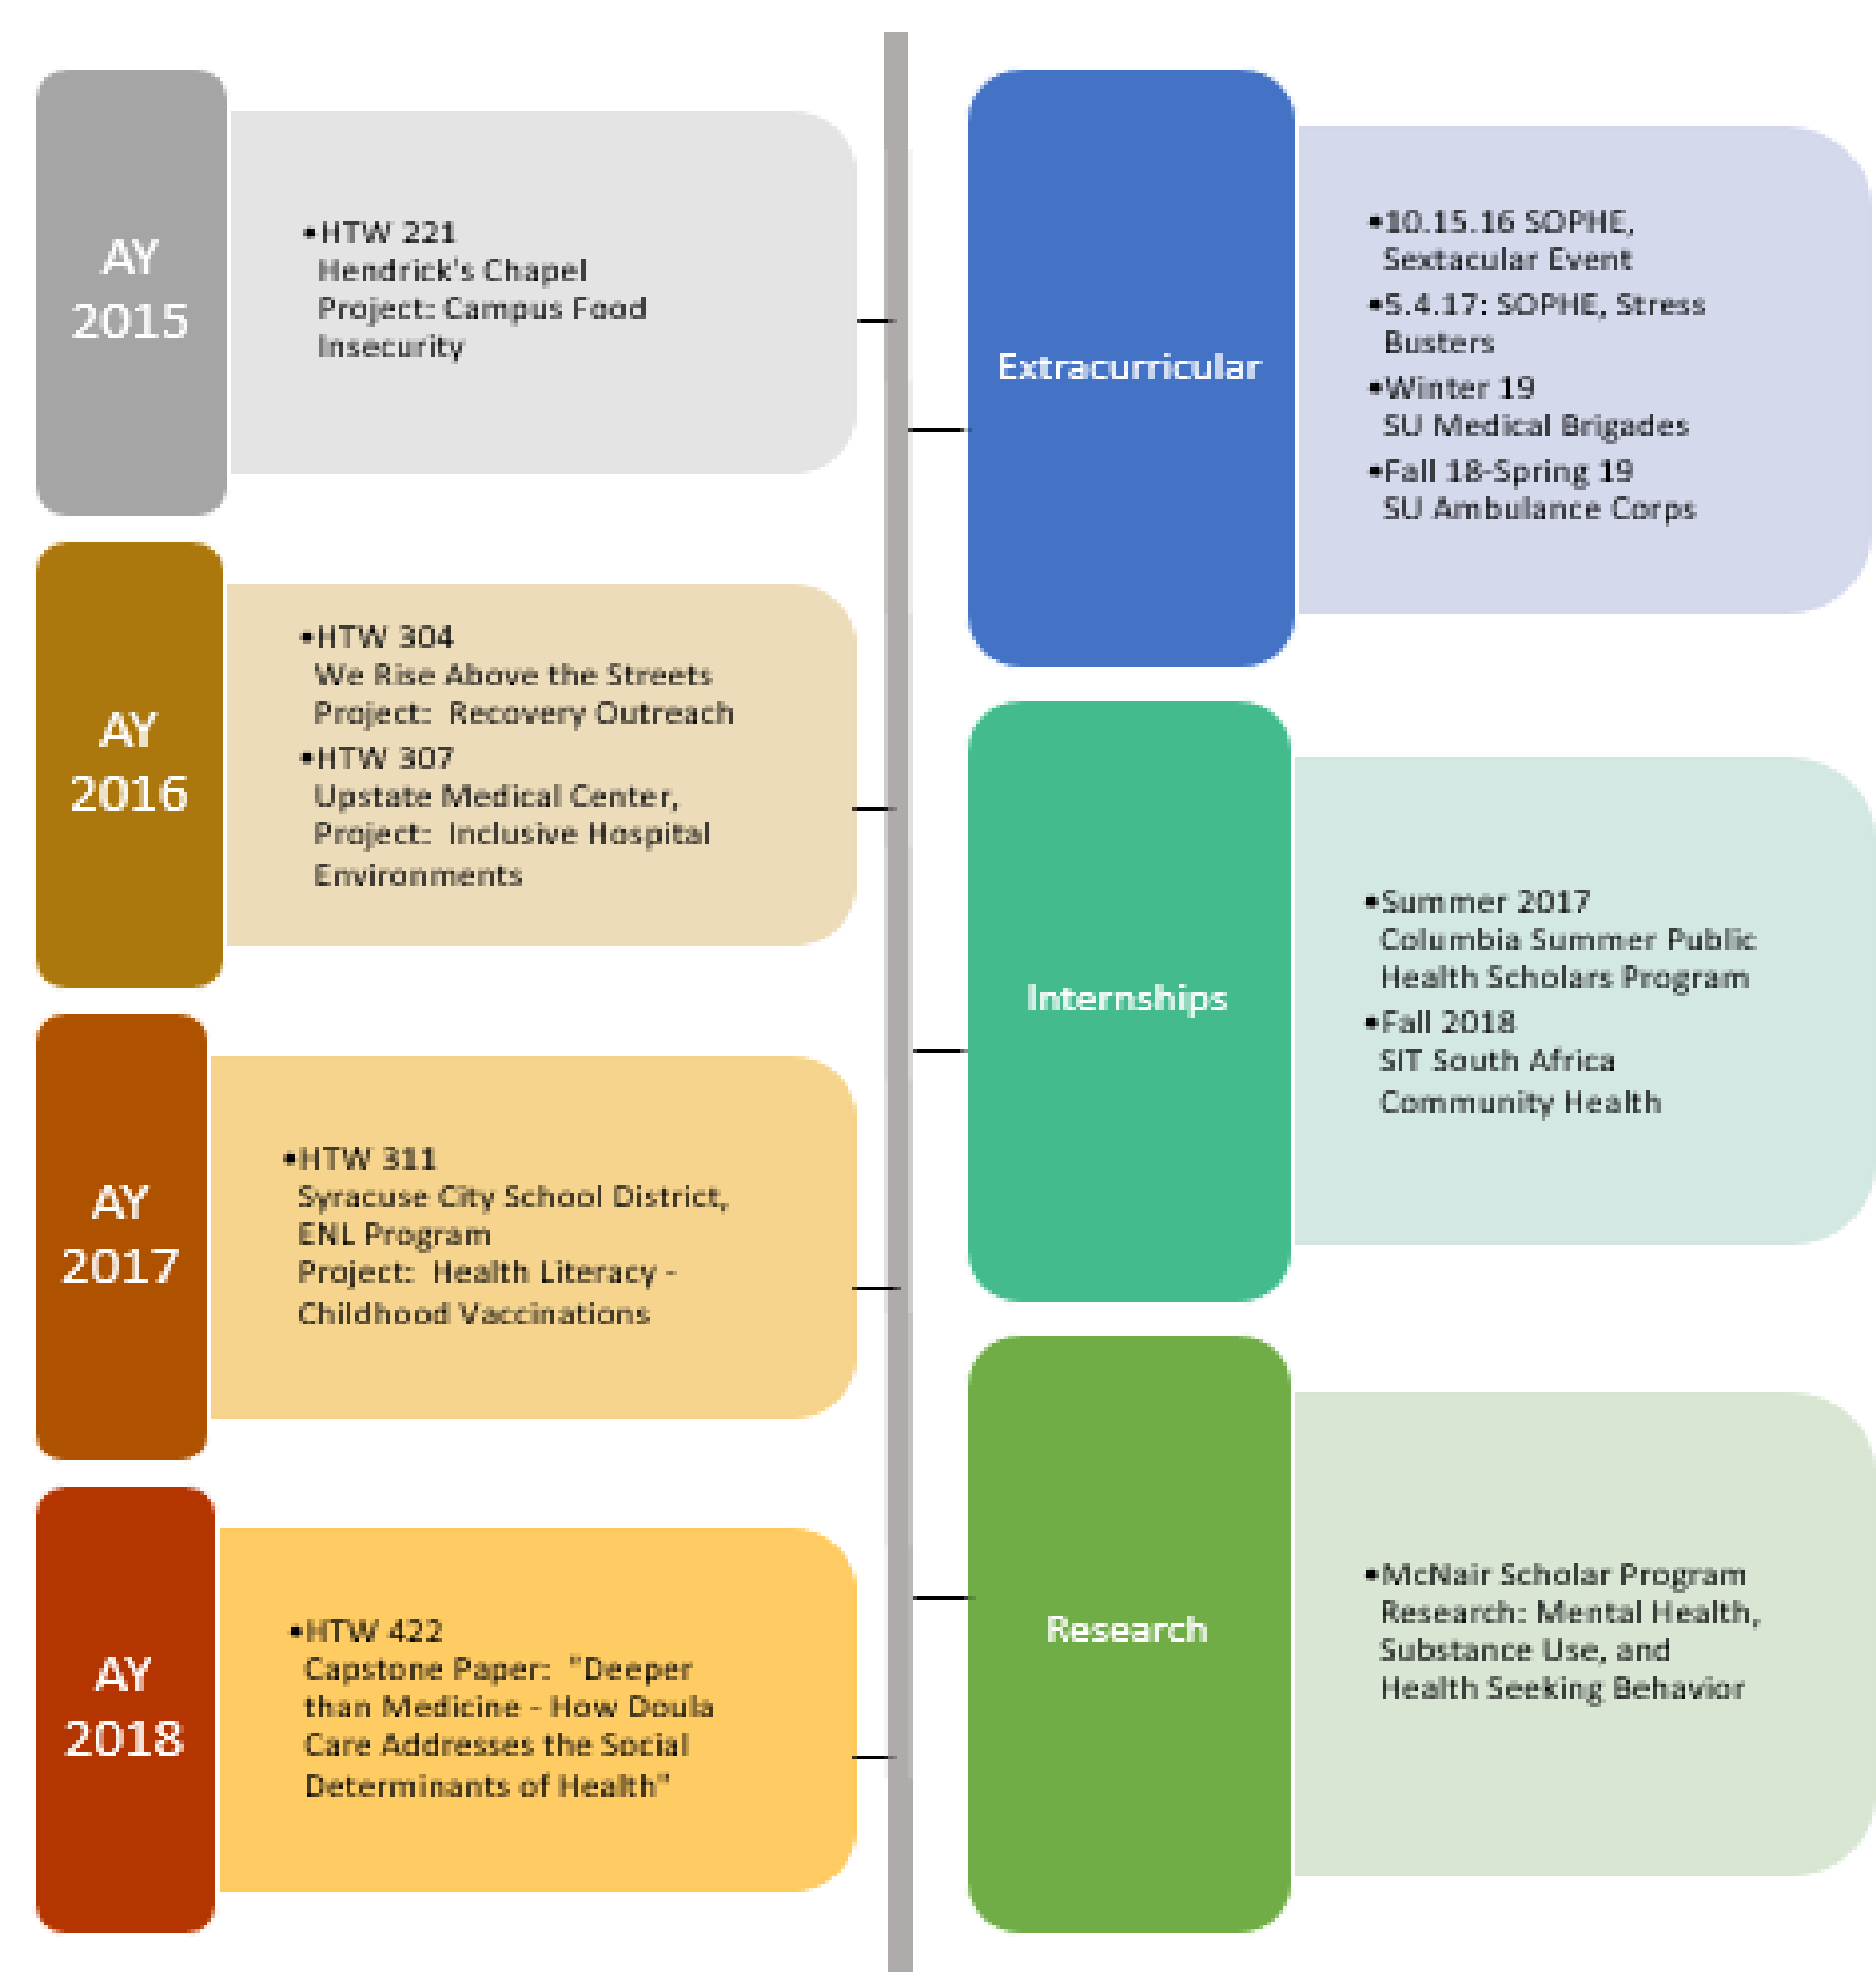 AY
2015
•HTW 221
Hendrick's Chapel
Project: Campus Food
Insecurity
AY
2016
•HTW 304
We Rise Above the Streets
Project:  Recovery Outreach
•HTW 307
Upstate Medical Center,
Project:  Inclusive Hospital
Environments
AY
2017
•HTW 311
Syracuse City School District,
ENL Program
Project:  Health Literacy -
Childhood Vaccinations
AY
2018
•HTW 422
Capstone Paper:  "Deeper
than Medicine - How Doula
Care Addresses the Social
Determinants of Health"
Extracurricular
•10.15.16 SOPHE,
Sextacular Event
•5.4.17: SOPHE, Stress
Busters
•Winter 19
SU Medical Brigades
•Fall 18-Spring 19
SU Ambulance Corps
Internships
•Summer 2017
Columbia Summer Public
Health Scholars Program
•Fall 2018
SIT South Africa
Community Health
Research
•McNair Scholar Program
Research: Mental Health,
Substance Use, and
Health Seeking Behavior